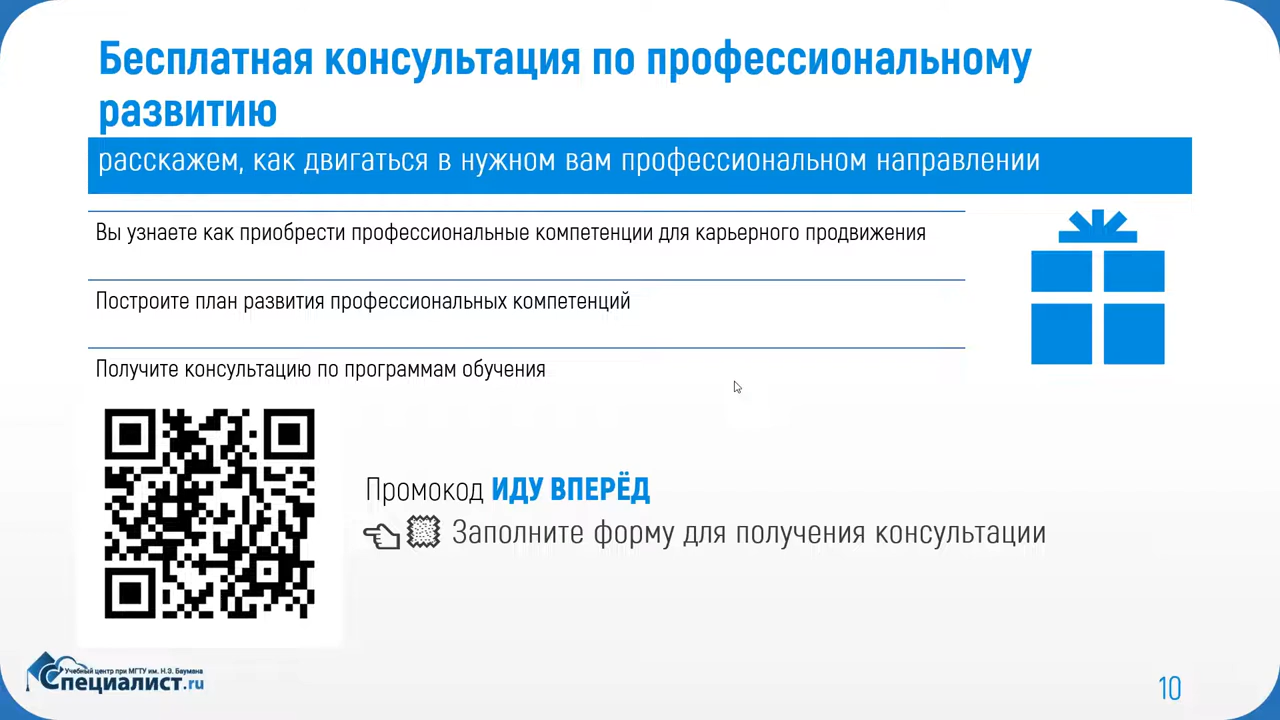 Бесплатная консультация по профессиональному
развитию
расскажем, как двигаться в нужном вам профессиональном направлении
Вы узнаете как приобрести профессиональные компетенции для карьерного продвижения
Построите план развития профессиональных компетенций
Получите консультацию по программам обучения
Промокод ИДУ ВПЕРЁД
Заполните форму для получения консультации
Учебный центр при МГТУ им. Н.Э. Баумана
Специалист.ru
10